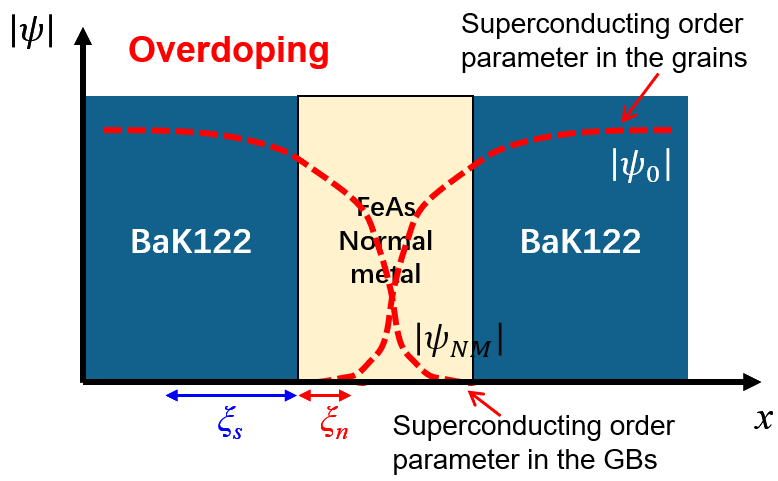 |ψ|
Overdoping
Superconducting order
parameter in the grains
|ψ₀|
BaK122
FeAs
Normal
metal
BaK122
|ψ_NM|
ξₛ
ξₙ
Superconducting order
parameter in the GBs
x